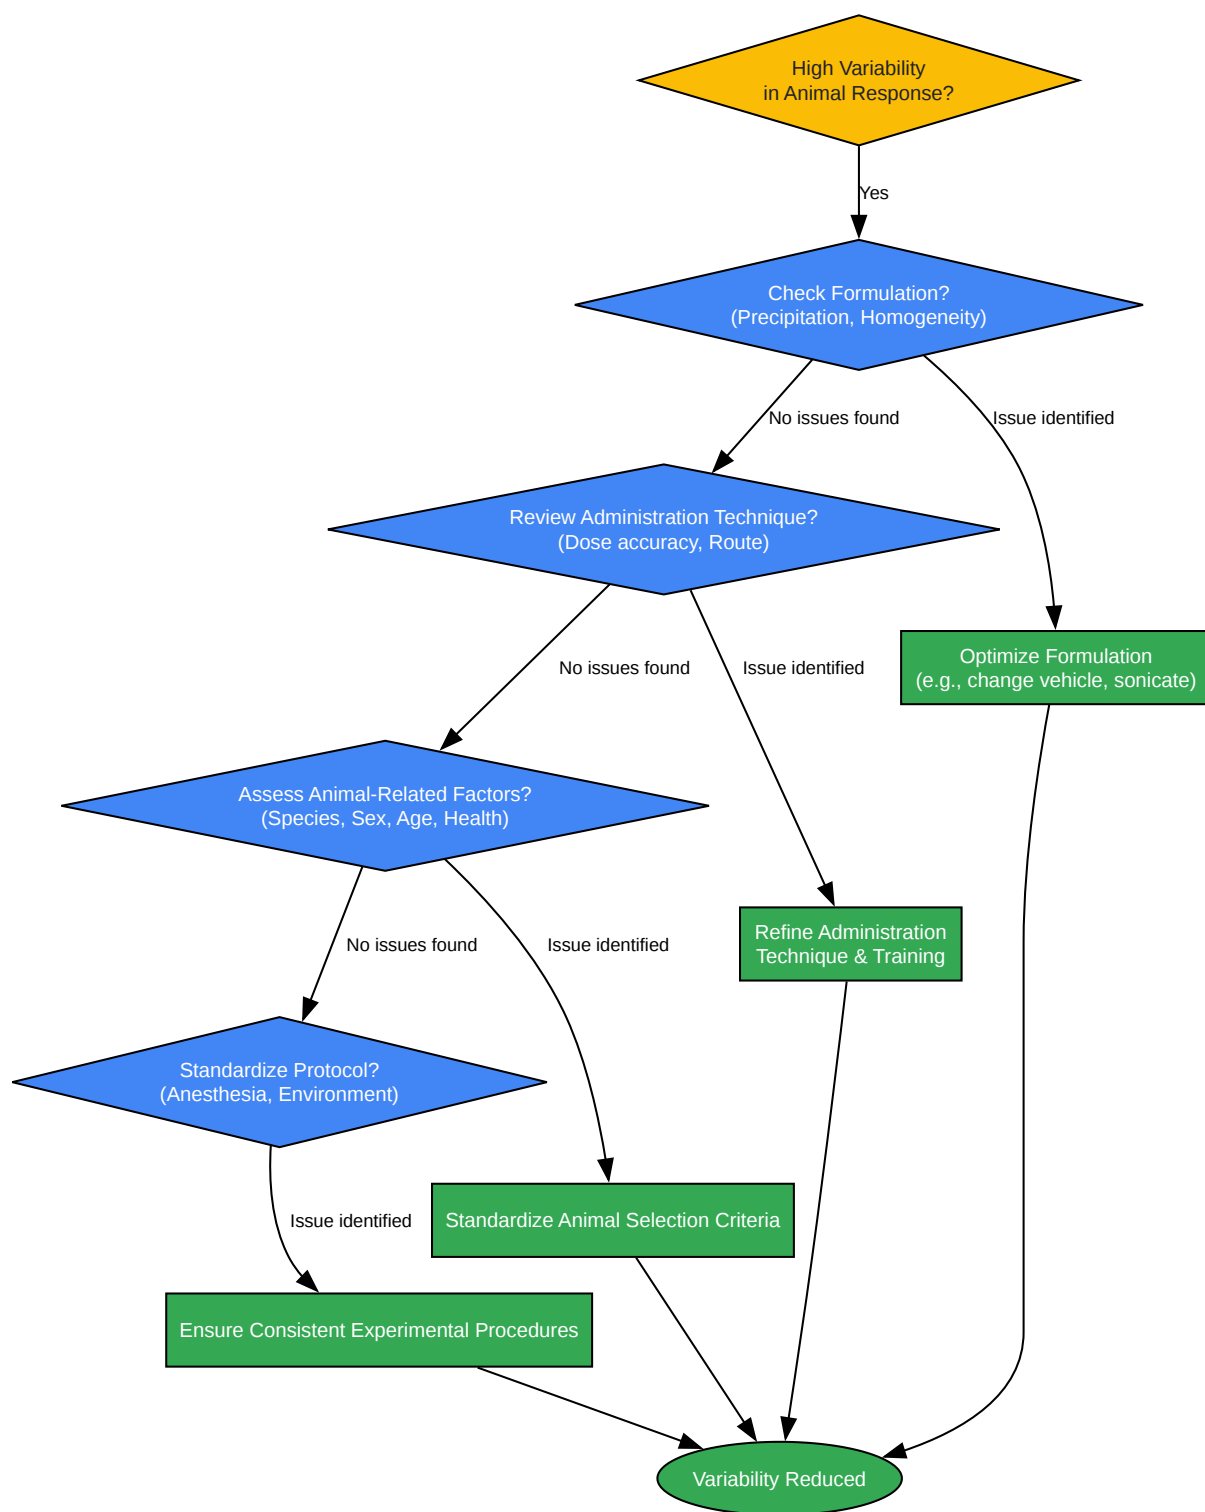 High Variability
in Animal Response?
Yes
Check Formulation?
(Precipitation, Homogeneity)
No issues found
Issue identified
Review Administration Technique?
(Dose accuracy, Route)
Optimize Formulation
(e.g., change vehicle, sonicate)
No issues found
Issue identified
Assess Animal-Related Factors?
(Species, Sex, Age, Health)
Refine Administration
Technique & Training
No issues found
Issue identified
Standardize Protocol?
(Anesthesia, Environment)
Issue identified
Standardize Animal Selection Criteria
Ensure Consistent Experimental Procedures
Variability Reduced